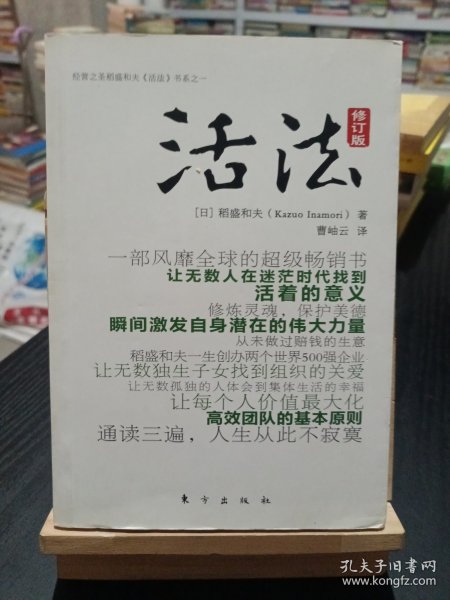 经营之圣稻盛和夫《活法》书系之一
活法
修订版
［日］稻盛和夫（Kazuo Inamori）著
曹岫云 译
一部风靡全球的超级畅销书
让无数人在迷茫时代找到
活着的意义
修炼灵魂，保护美德
瞬间激发自身潜在的伟大力量
从未做过赔钱的生意
稻盛和夫一生创办两个世界500强企业
让无数独生子女找到组织的关爱
让无数孤独的人体会到集体生活的幸福
让每个人价值最大化
高效团队的基本原则
通读三遍，人生从此不寂寞
东方出版社
孔夫子旧书网
www.kongfz.com